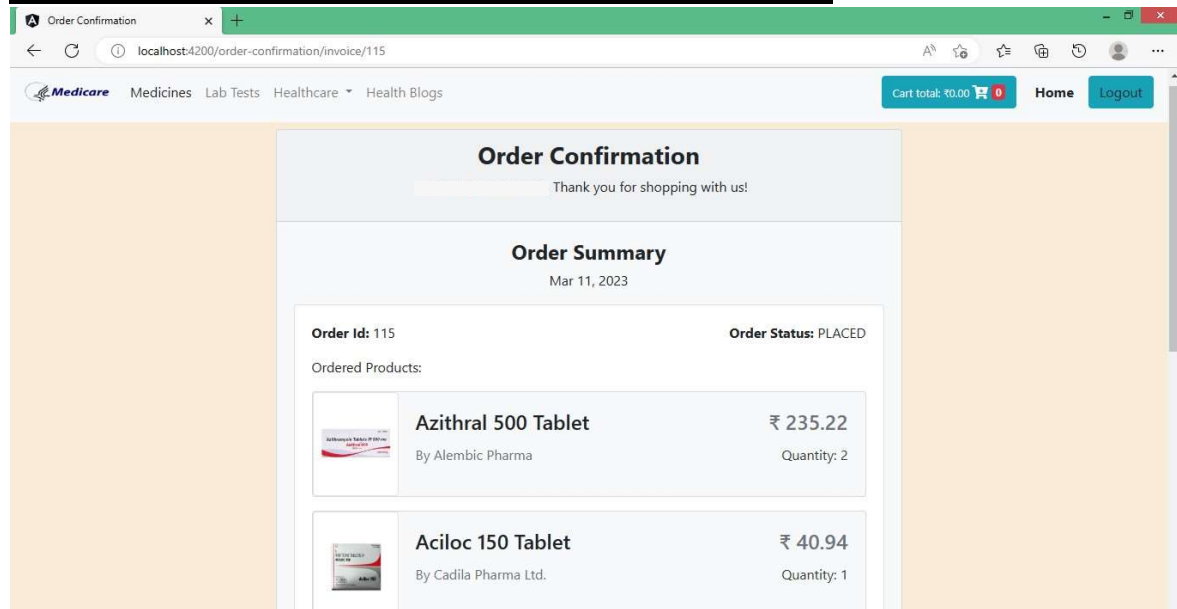 Order Confirmation
localhost:4200/order-confirmation/invoice/115
Medicare Medicines Lab Tests Healthcare Health Blogs Cart total: ₹0.00 0 Home Logout
Order Confirmation
Thank you for shopping with us!
Order Summary
Mar 11, 2023
Order Id: 115 Order Status: PLACED
Ordered Products:
Azithral 500 Tablet ₹ 235.22
By Alembic Pharma Quantity: 2
Aciloc 150 Tablet ₹ 40.94
By Cadila Pharma Ltd. Quantity: 1